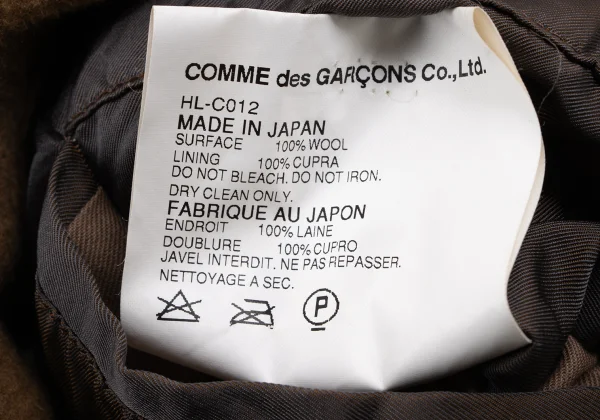 COMME des GARÇONS Co.,Ltd.
HL-C012
MADE IN JAPAN
SURFACE 100% WOOL
LINING 100% CUPRA
DO NOT BLEACH. DO NOT IRON.
DRY CLEAN ONLY.
FABRIQUE AU JAPON
ENDROIT 100% LAINE
DOUBLURE 100% CUPRO
JAVEL INTERDIT. NE PAS REPASSER.
NETTOYAGE A SEC.
P